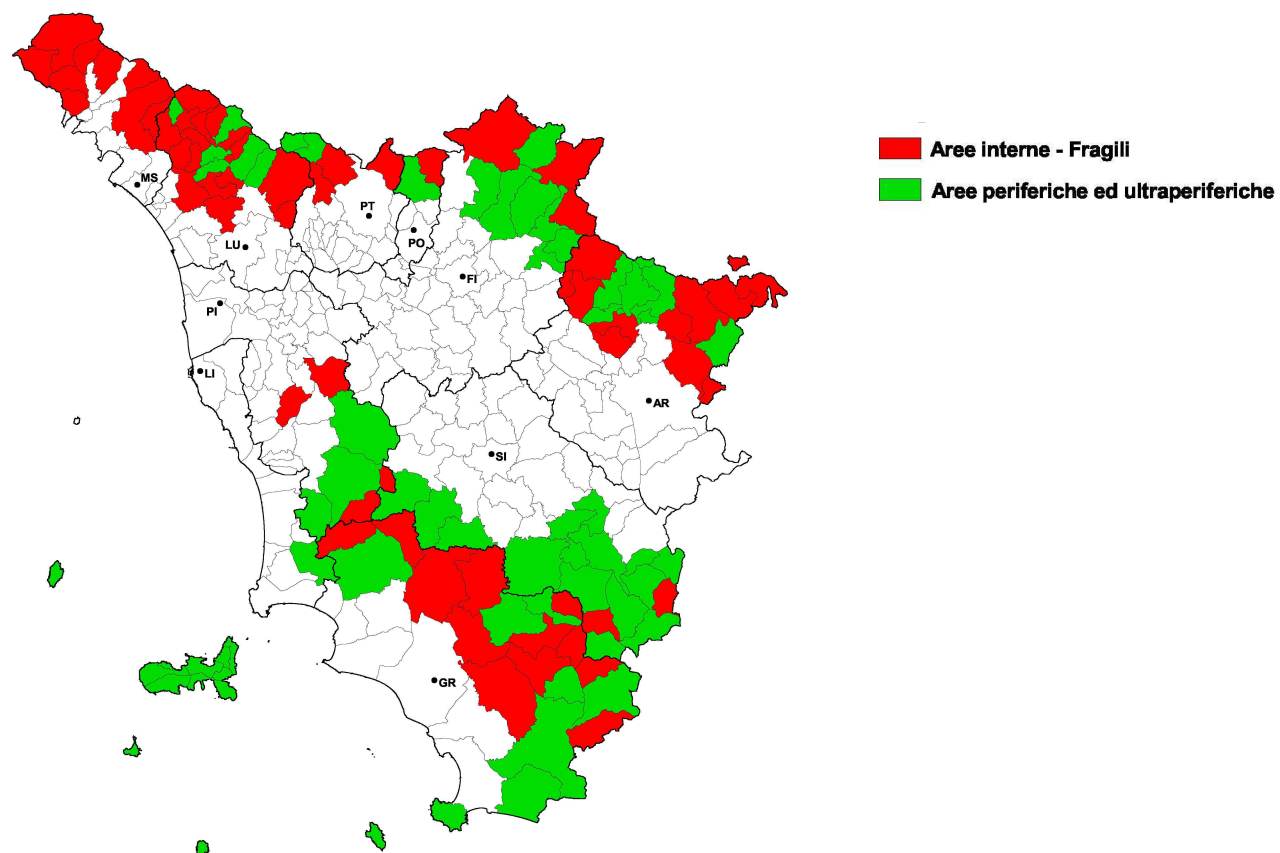 Aree interne - Fragili
Aree periferiche ed ultraperiferiche
MS
PT
LU
PO
FI
PI
LI
AR
SI
GR